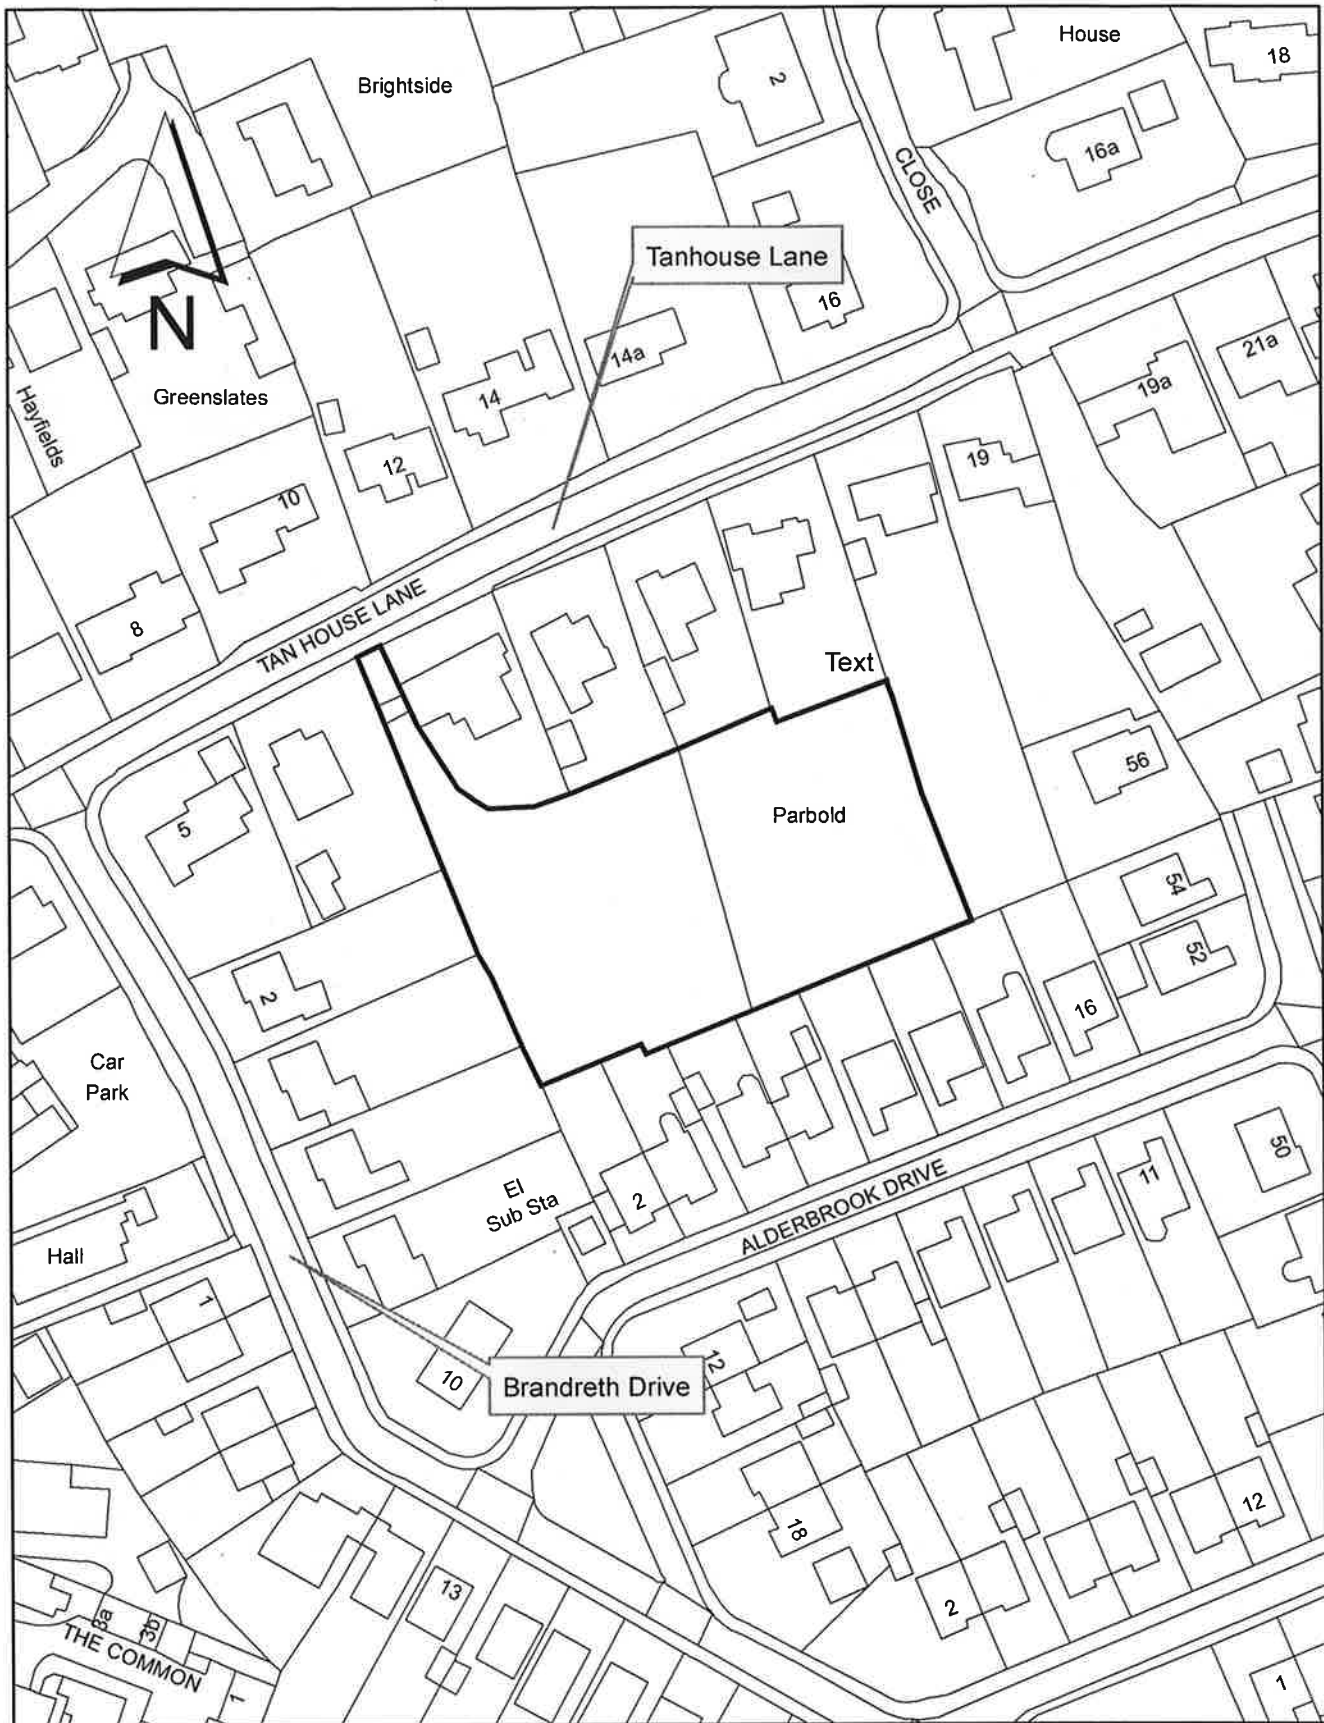 House
18
Brightside
2
16a
CLOSE
Tanhouse Lane
16
N
14a
21a
19a
Hayfields
Greenslates
14
12
19
10
8
TAN HOUSE LANE
Text
56
Parbold
5
54
52
2
16
Car
Park
El
Sub Sta
2
11
50
ALDERBROOK DRIVE
Hall
1
12
10
Brandreth Drive
18
12
13
2
3a
3b
THE COMMON
1
1